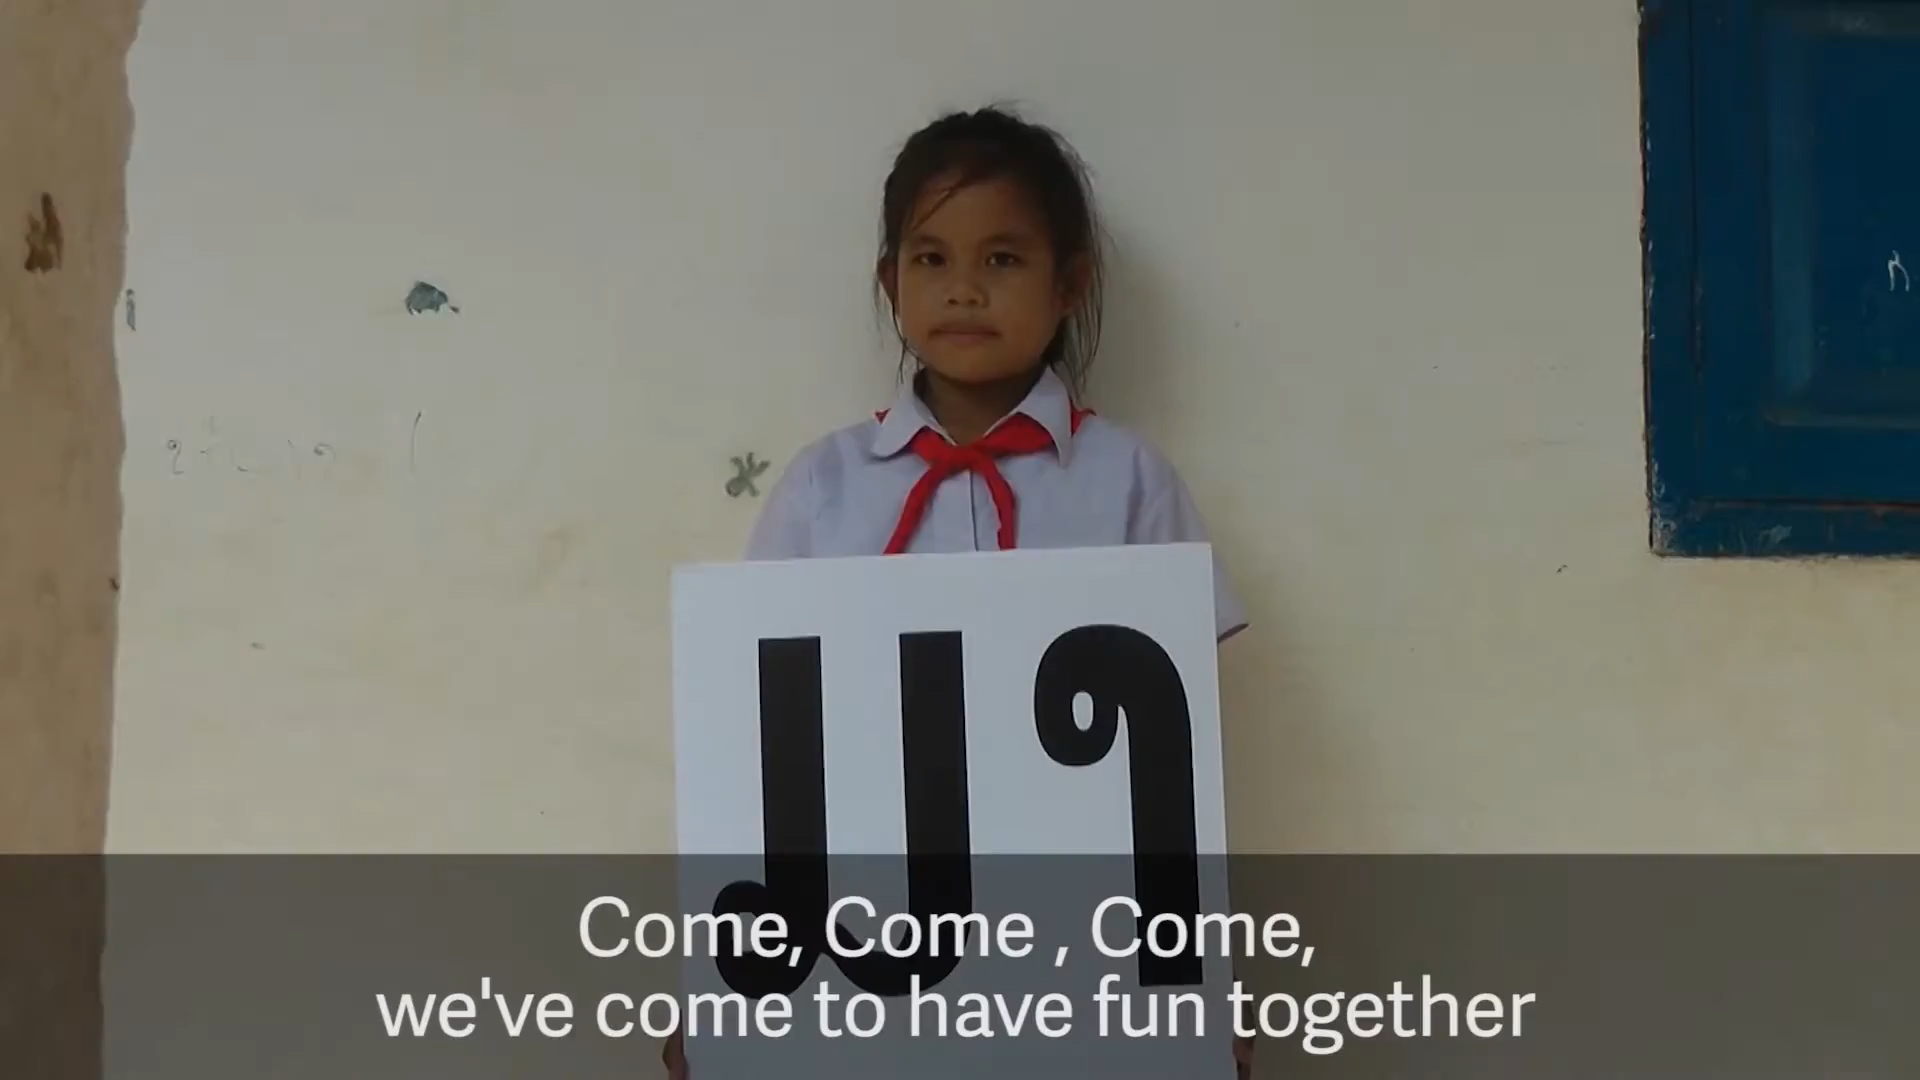 ມາ
Come, Come , Come,
we've come to have fun together